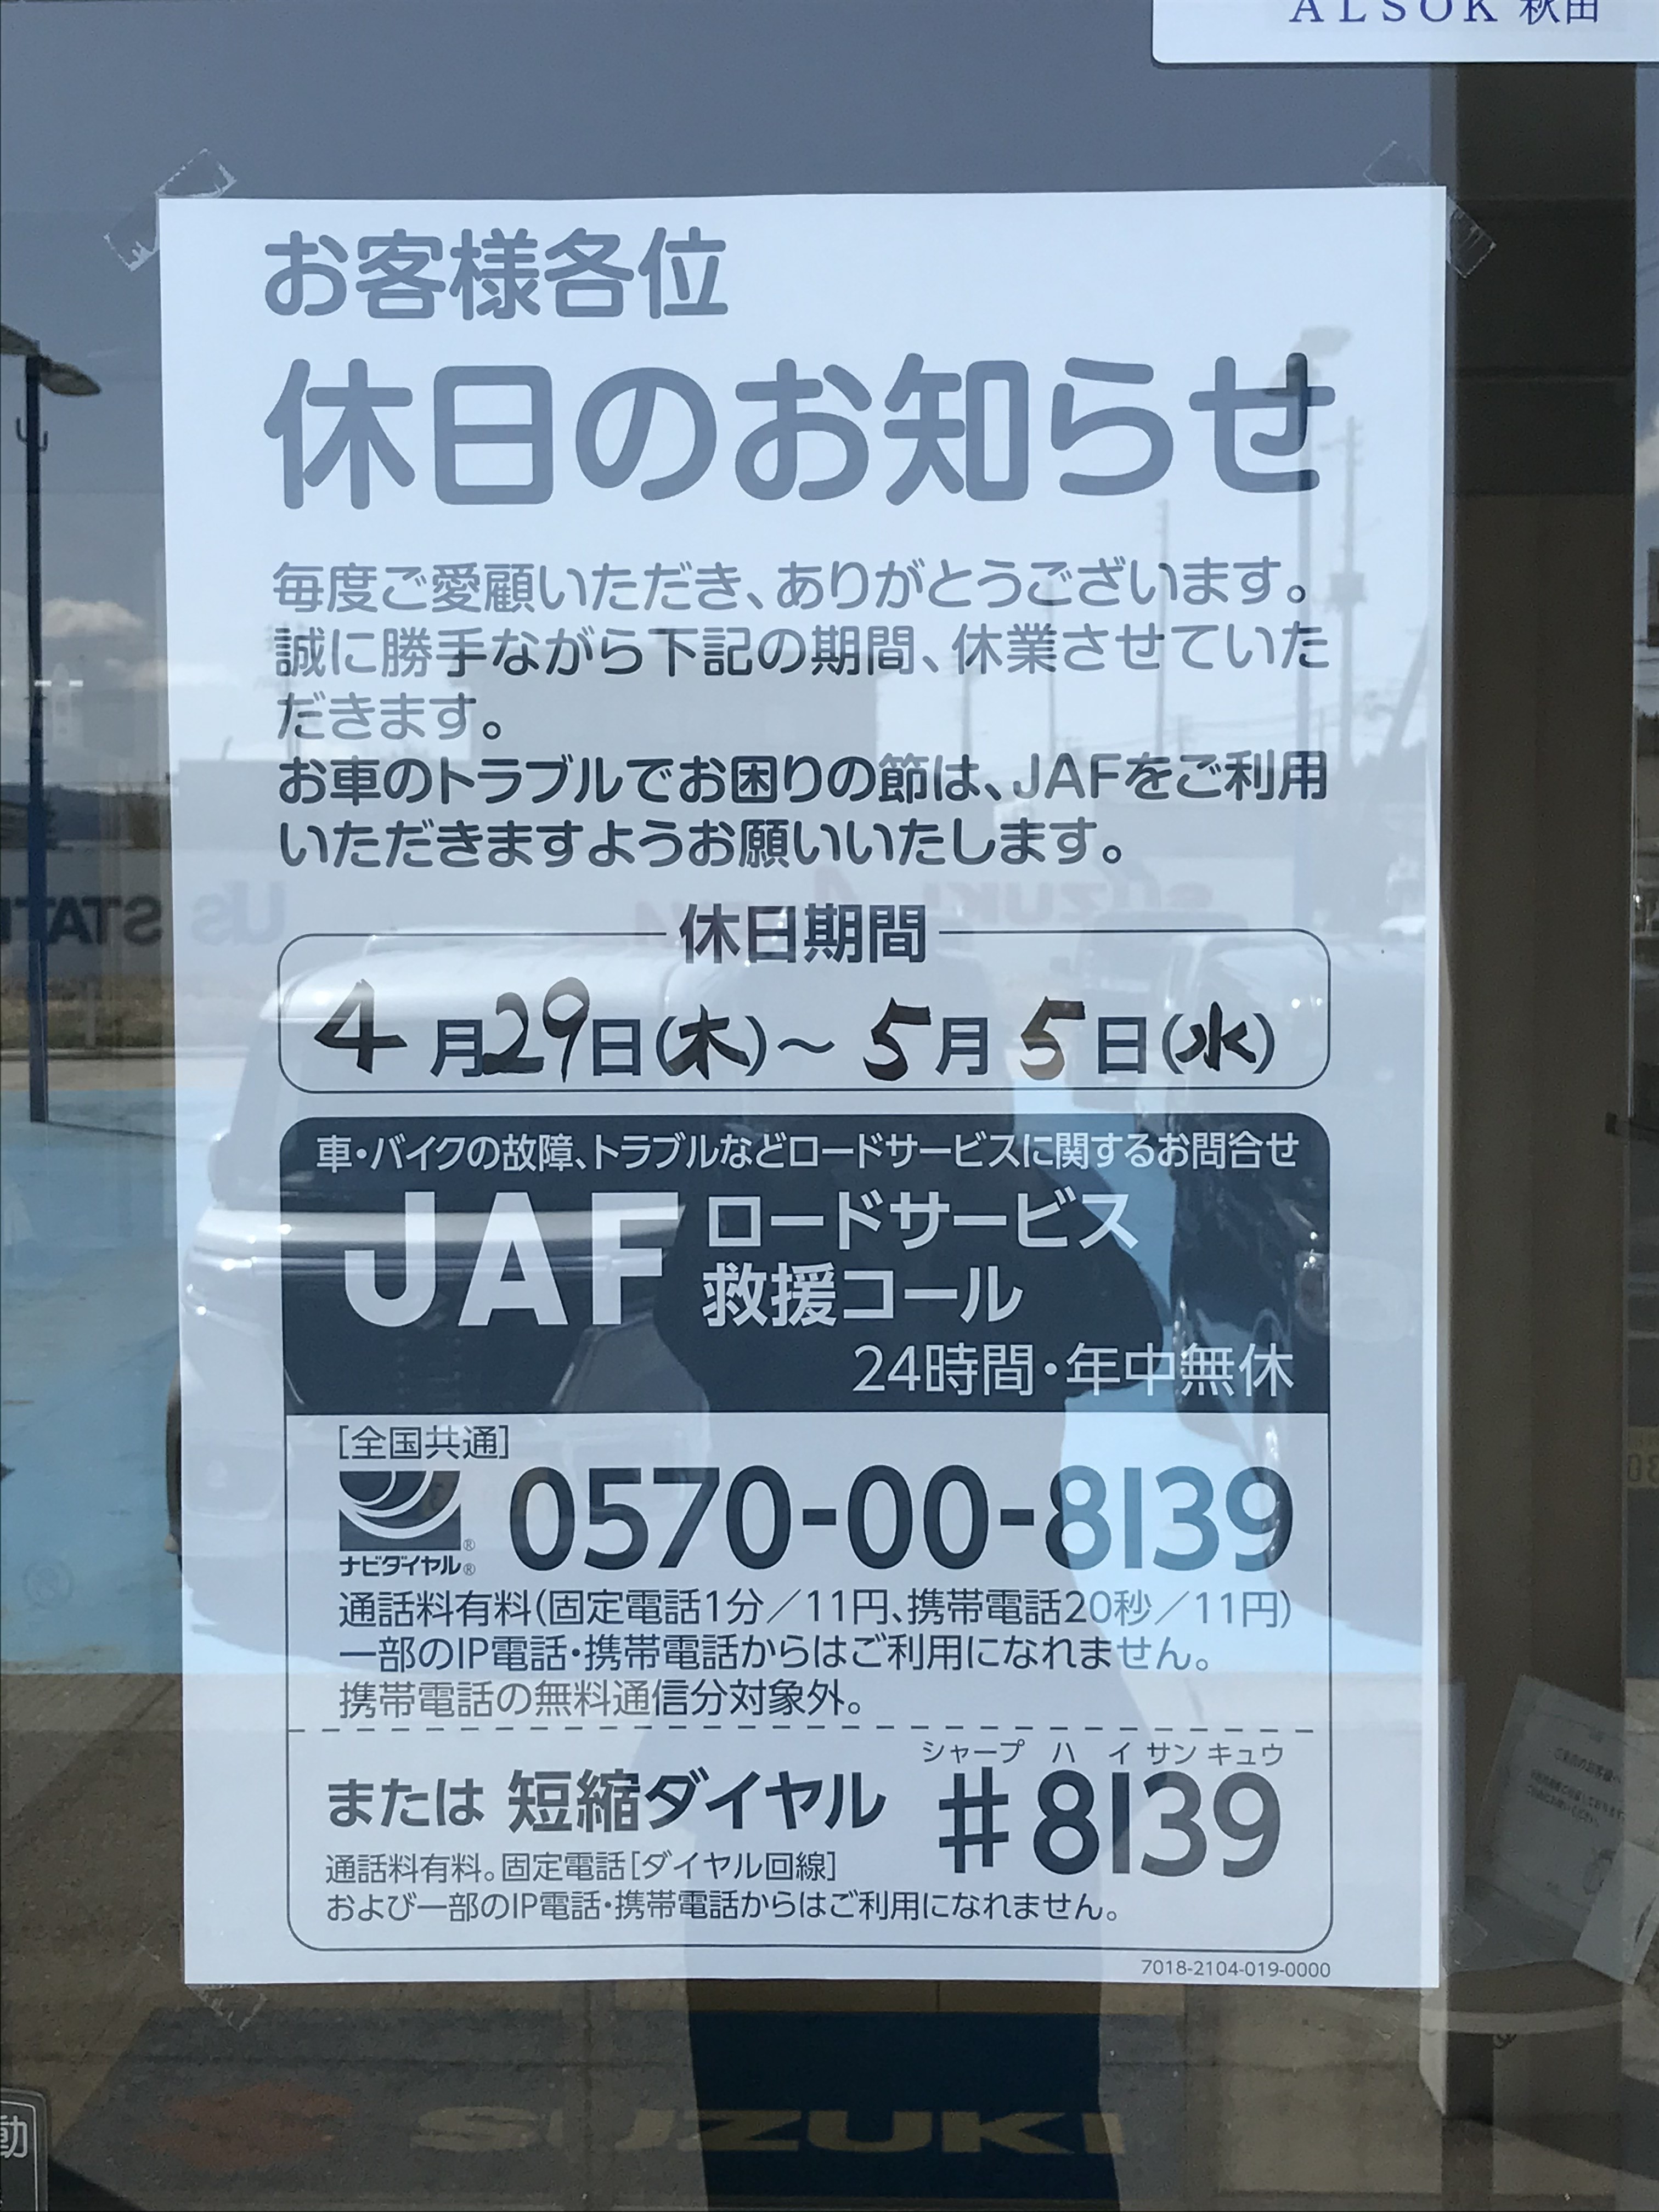 ALSOK 秋田
お客様各位
休日のお知らせ
毎度ご愛顧いただき、ありがとうございます。
誠に勝手ながら下記の期間、休業させていた
だきます。
お車のトラブルでお困りの節は、JAFをご利用
いただきますようお願いいたします。
US STAT
SUZUKI
休日期間
4月29日(木)～5月5日(水)
車・バイクの故障、トラブルなどロードサービスに関するお問合せ
JAF ロードサービス
救援コール
24時間・年中無休
[全国共通]
ナビダイヤル® 0570-00-8139
通話料有料(固定電話1分／11円、携帯電話20秒／11円)
一部のIP電話・携帯電話からはご利用になれません。
携帯電話の無料通信分対象外。
シャープ ハ イ サン キュウ
または 短縮ダイヤル #8139
通話料有料。固定電話[ダイヤル回線]
および一部のIP電話・携帯電話からはご利用になれません。
7018-2104-019-0000
SUZUKI
動